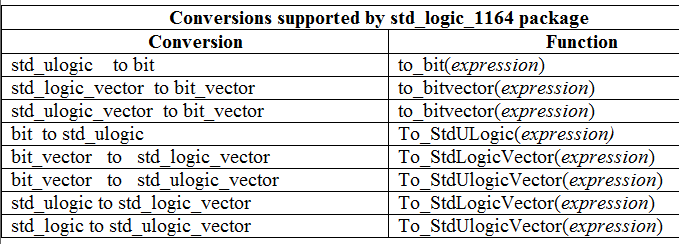 Conversions supported by std_logic_1164 package
Conversion Function
std_ulogic to bit to_bit(expression)
std_logic_vector to bit_vector to_bitvector(expression)
std_ulogic_vector to bit_vector to_bitvector(expression)
bit to std_ulogic To_StdULogic(expression)
bit_vector to std_logic_vector To_StdLogicVector(expression)
bit_vector to std_ulogic_vector To_StdUlogicVector(expression)
std_ulogic to std_logic_vector To_StdLogicVector(expression)
std_logic to std_ulogic_vector To_StdUlogicVector(expression)